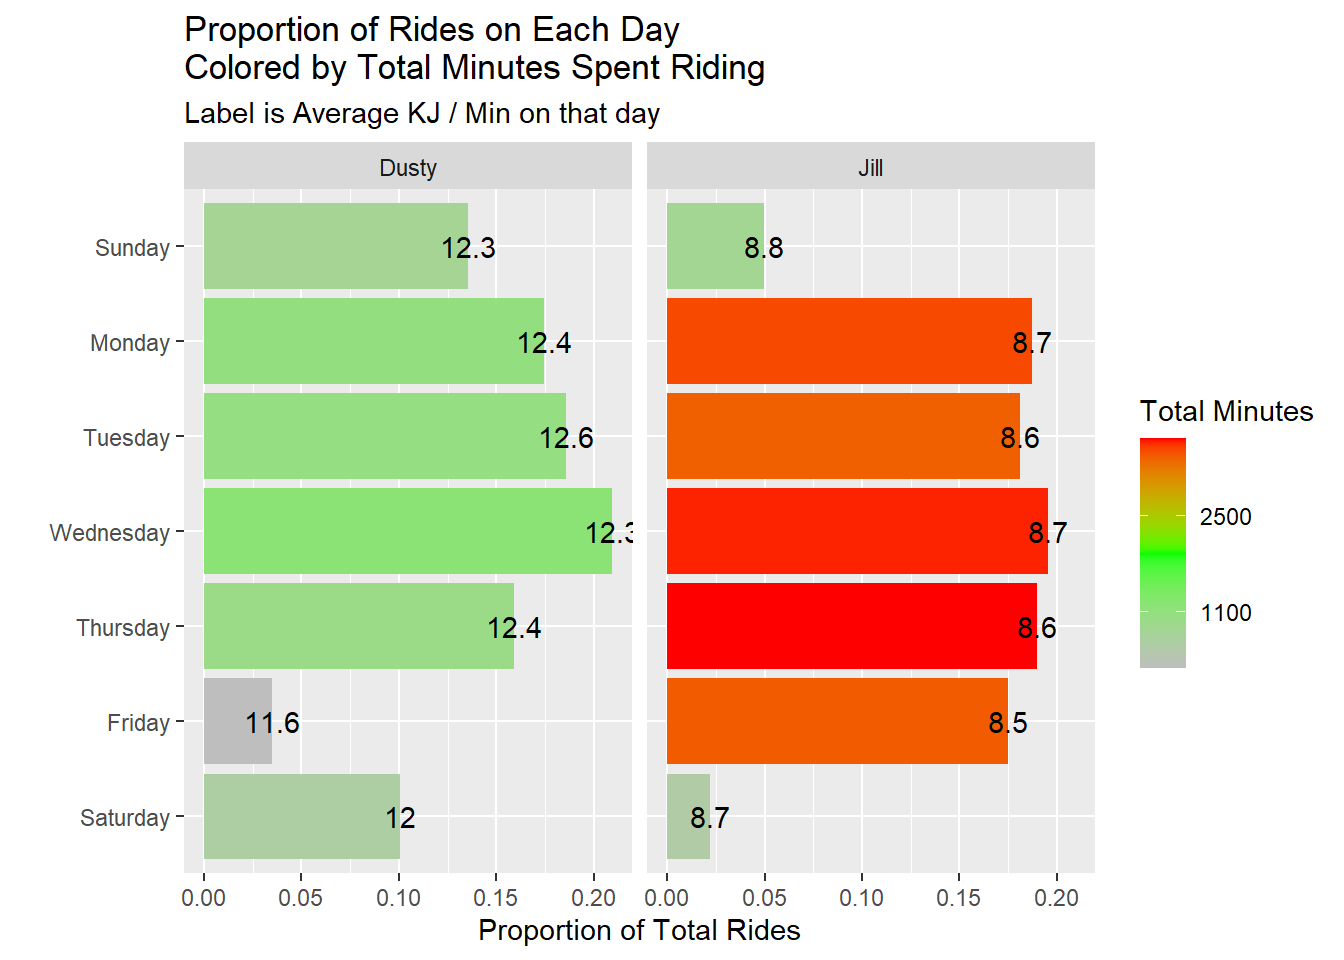 Proportion of Rides on Each Day
Colored by Total Minutes Spent Riding
Label is Average KJ / Min on that day
Dusty Jill
Sunday 12.3 8.8
Monday 12.4 8.7
Tuesday 12.6 8.6
Wednesday 12.3 8.7
Thursday 12.4 8.6
Friday 11.6 8.5
Saturday 12 8.7
0.00 0.05 0.10 0.15 0.20 0.00 0.05 0.10 0.15 0.20
Proportion of Total Rides
Total Minutes
2500
1100